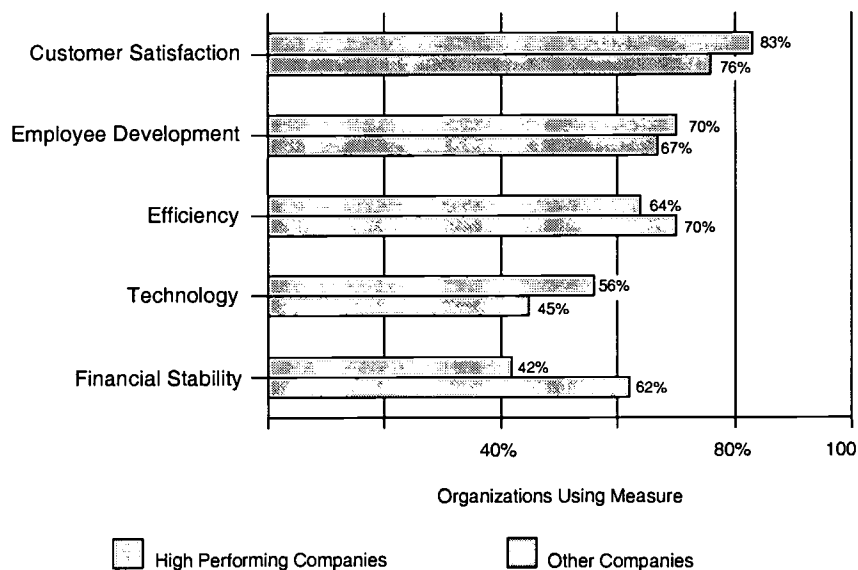 Customer Satisfaction
83%
76%
Employee Development
70%
67%
Efficiency
64%
70%
Technology
56%
45%
Financial Stability
42%
62%
40% 80% 100
Organizations Using Measure
High Performing Companies Other Companies